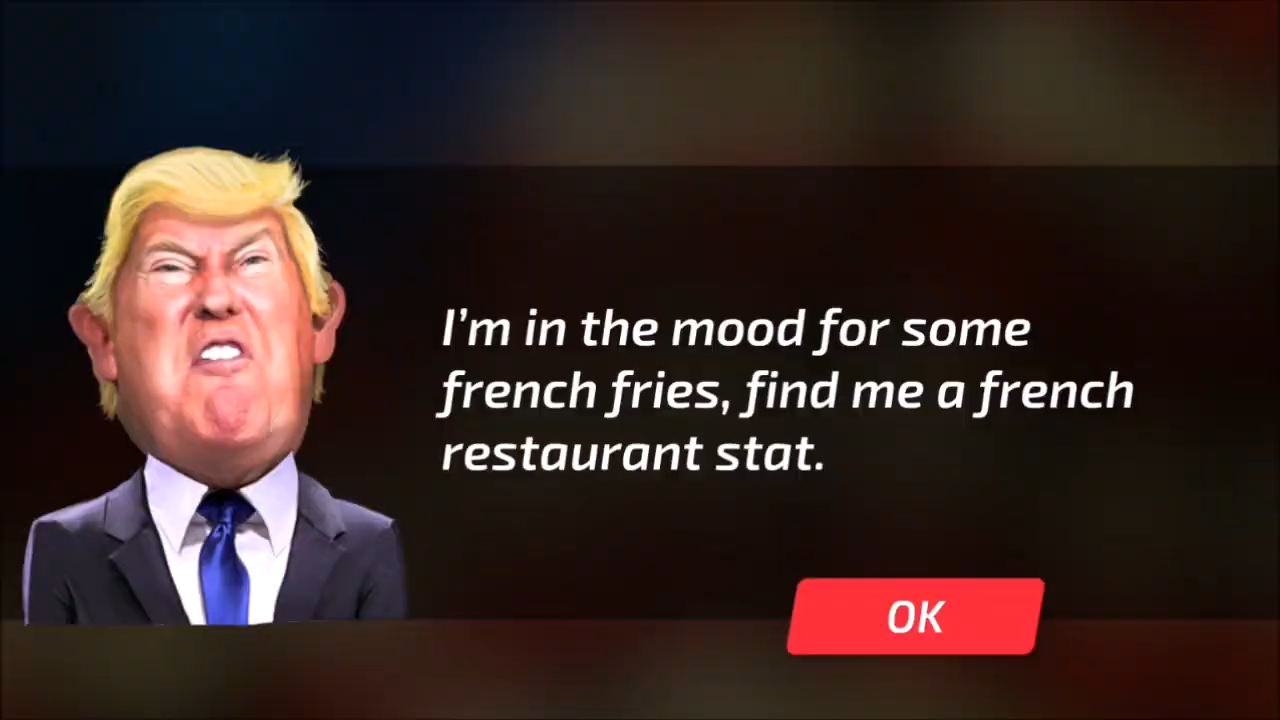 I’m in the mood for some
french fries, find me a french
restaurant stat.
OK